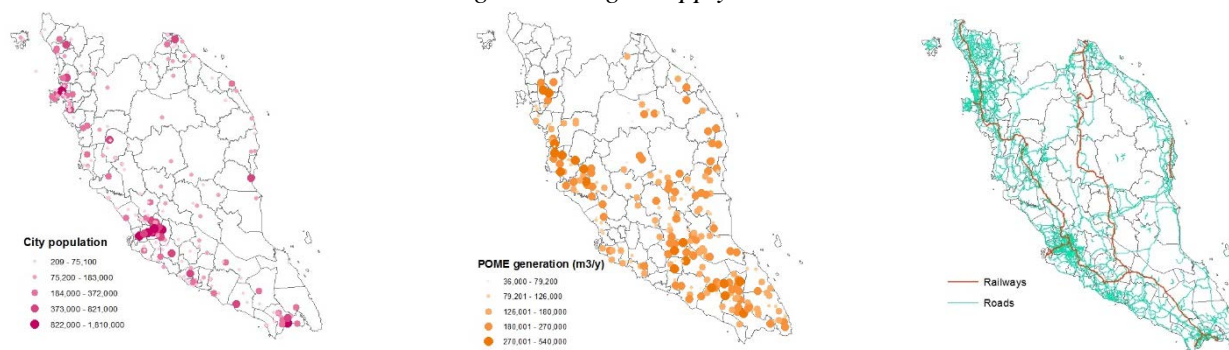 City population
209 - 75,100
75,200 - 183,000
184,000 - 372,000
373,000 - 821,000
822,000 - 1,810,000
POME generation (m3/y)
36,000 - 79,200
79,201 - 126,000
126,001 - 180,000
180,001 - 270,000
270,001 - 540,000
Railways
Roads